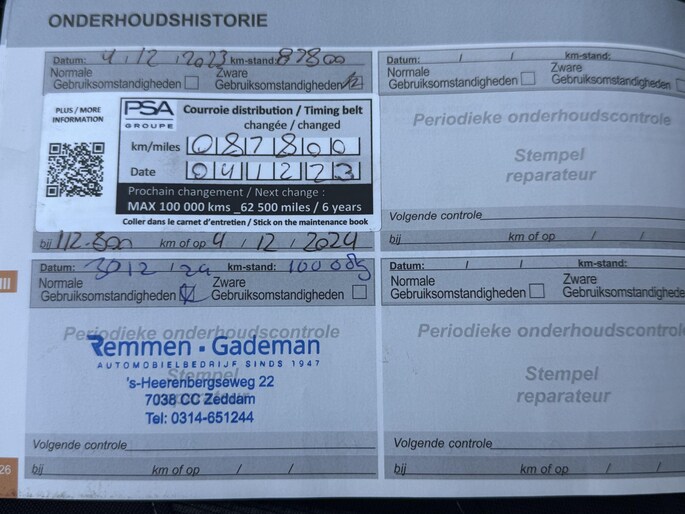 ONDERHOUDSHISTORIE
Datum: 4 / 12 / 2023 km-stand: 87800
Normale Gebruiksomstandigheden
Zware Gebruiksomstandigheden
PLUS / MORE INFORMATION
PSA GROUPE
Courroie distribution / Timing belt
changée / changed
km/miles 087800
Date 041223
Prochain changement / Next change :
MAX 100 000 kms _62 500 miles / 6 years
Coller dans le carnet d'entretien / Stick on the maintenance book
bij 112.800 km of op 4 / 12 / 2024
Datum: / / km-stand:
Normale Gebruiksomstandigheden
Zware Gebruiksomstandigheden
Periodieke onderhoudscontrole
Stempel
reparateur
Volgende controle
bij km of op / /
III
Datum: 30 12 / 24 km-stand: 100085
Normale Gebruiksomstandigheden
Zware Gebruiksomstandigheden
Periodieke onderhoudscontrole
Remmen - Gademan
AUTOMOBIELBEDRIJF SINDS 1947
Stempel
's-Heerenbergseweg 22
7038 CC Zeddam
Tel: 0314-651244
Volgende controle
bij km of op / /
Datum: / / km-stand:
Normale Gebruiksomstandigheden
Zware Gebruiksomstandigheden
Periodieke onderhoudscontrole
Stempel
reparateur
Volgende controle
bij km of op / /
26